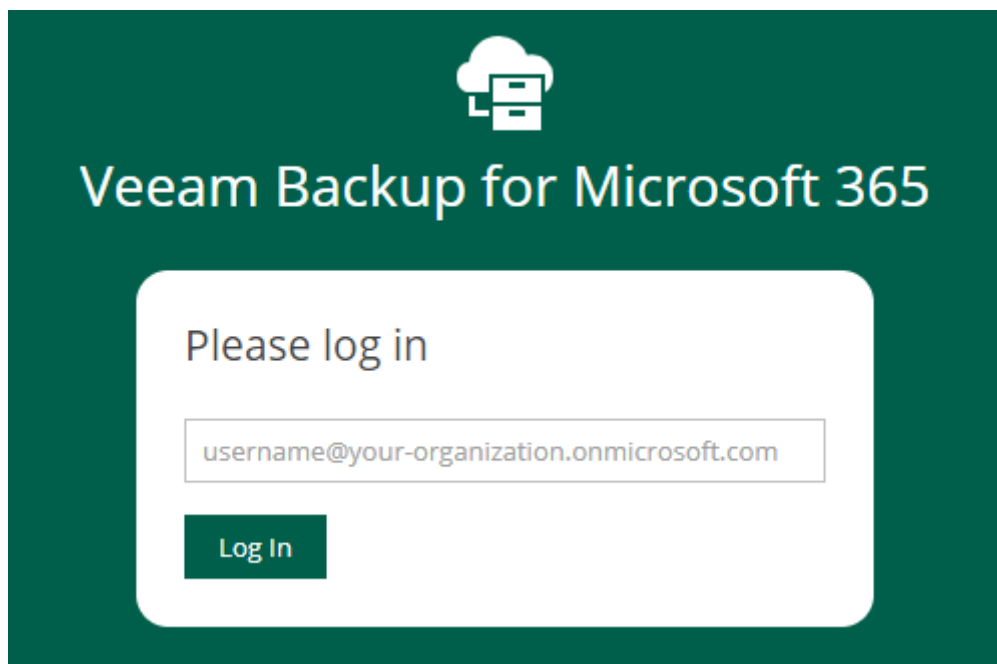 Veeam Backup for Microsoft 365
Please log in
username@your-organization.onmicrosoft.com
Log In